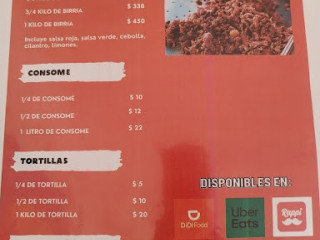 $ 338
3/4 KILO DE BIRRIA
1 KILO DE BIRRIA $ 450
Incluye salsa roja, salsa verde, cebolla,
cilantro, limones.
CONSOME
1/4 DE CONSOME $ 10
1/2 DE CONSOME $ 12
1 LITRO DE CONSOME $ 22
TORTILLAS
1/4 DE TORTILLA $ 5
1/2 DE TORTILLA $ 10
1 KILO DE TORTILLA $ 20
DISPONIBLES EN:
DiDi Food
Uber
Eats
Rappi